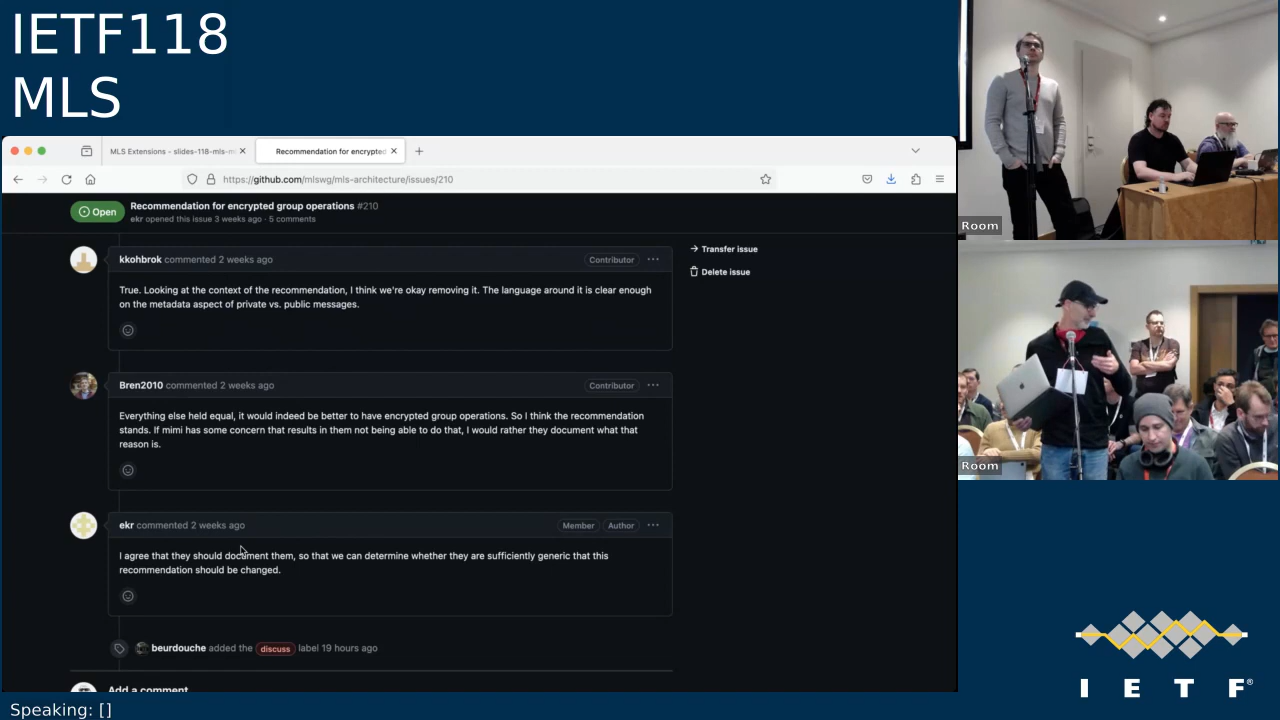 IETF118
MLS
MLS Extensions - slides-118-mls-m
Recommendation for encrypted
https://github.com/mlswg/mls-architecture/issues/210
Open
Recommendation for encrypted group operations #210
ekr opened this issue 3 weeks ago · 5 comments
kkohbrok commented 2 weeks ago
Contributor
True. Looking at the context of the recommendation, I think we're okay removing it. The language around it is clear enough
on the metadata aspect of private vs. public messages.
Transfer issue
Delete issue
Bren2010 commented 2 weeks ago
Contributor
Everything else held equal, it would indeed be better to have encrypted group operations. So I think the recommendation
stands. If mimi has some concern that results in them not being able to do that, I would rather they document what that
reason is.
ekr commented 2 weeks ago
Member
Author
I agree that they should document them, so that we can determine whether they are sufficiently generic that this
recommendation should be changed.
beurdouche added the discuss label 19 hours ago
Add a comment
Room
Room
I E T F®
Speaking: []